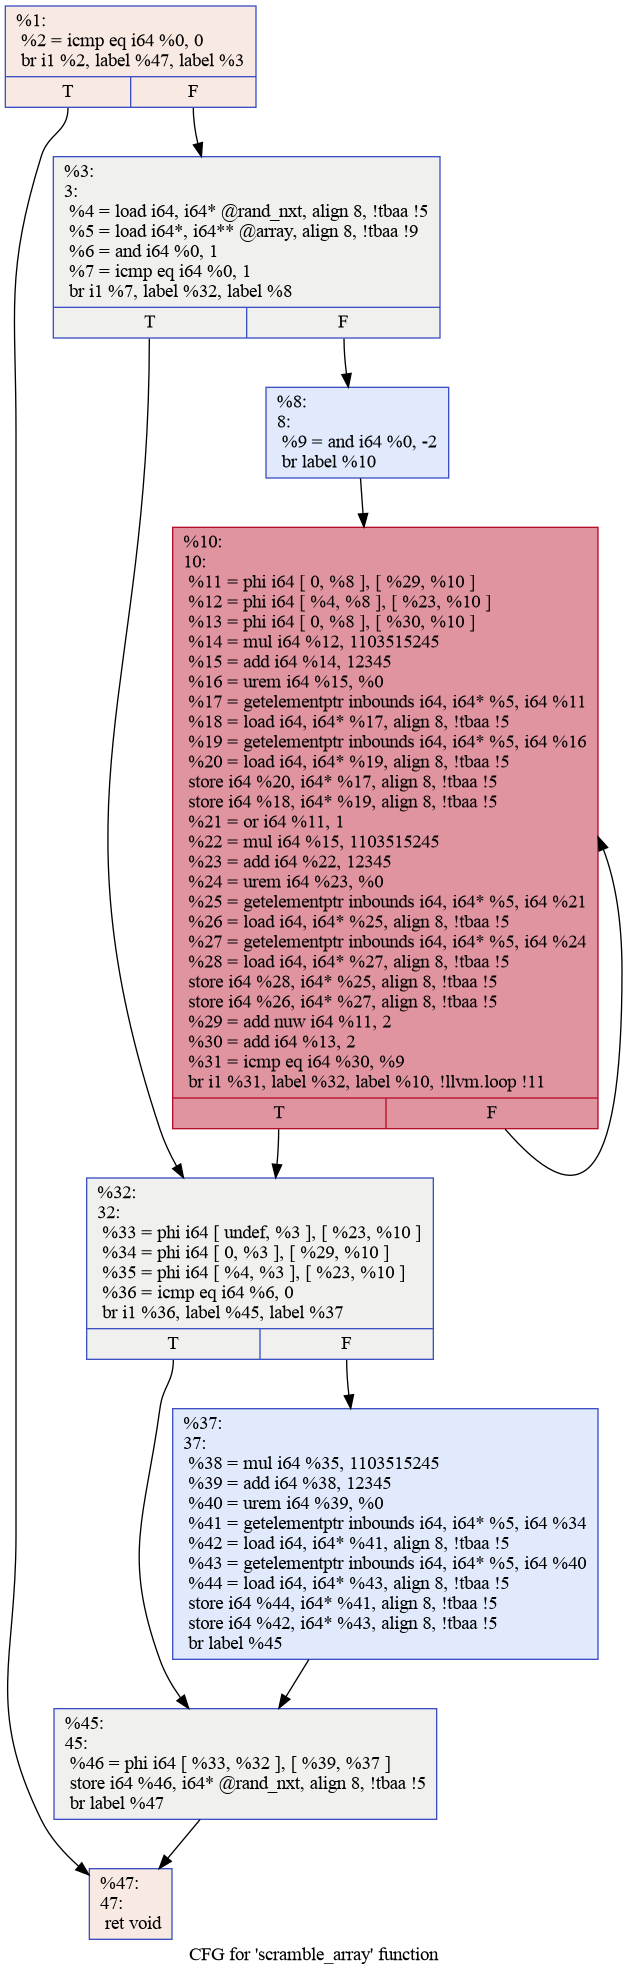 %1:
%2 = icmp eq i64 %0, 0
br i1 %2, label %47, label %3
T F
%3:
3:
%4 = load i64, i64* @rand_nxt, align 8, !tbaa !5
%5 = load i64*, i64** @array, align 8, !tbaa !9
%6 = and i64 %0, 1
%7 = icmp eq i64 %0, 1
br i1 %7, label %32, label %8
T F
%8:
8:
%9 = and i64 %0, -2
br label %10
%10:
10:
%11 = phi i64 [ 0, %8 ], [ %29, %10 ]
%12 = phi i64 [ %4, %8 ], [ %23, %10 ]
%13 = phi i64 [ 0, %8 ], [ %30, %10 ]
%14 = mul i64 %12, 1103515245
%15 = add i64 %14, 12345
%16 = urem i64 %15, %0
%17 = getelementptr inbounds i64, i64* %5, i64 %11
%18 = load i64, i64* %17, align 8, !tbaa !5
%19 = getelementptr inbounds i64, i64* %5, i64 %16
%20 = load i64, i64* %19, align 8, !tbaa !5
store i64 %20, i64* %17, align 8, !tbaa !5
store i64 %18, i64* %19, align 8, !tbaa !5
%21 = or i64 %11, 1
%22 = mul i64 %15, 1103515245
%23 = add i64 %22, 12345
%24 = urem i64 %23, %0
%25 = getelementptr inbounds i64, i64* %5, i64 %21
%26 = load i64, i64* %25, align 8, !tbaa !5
%27 = getelementptr inbounds i64, i64* %5, i64 %24
%28 = load i64, i64* %27, align 8, !tbaa !5
store i64 %28, i64* %25, align 8, !tbaa !5
store i64 %26, i64* %27, align 8, !tbaa !5
%29 = add nuw i64 %11, 2
%30 = add i64 %13, 2
%31 = icmp eq i64 %30, %9
br i1 %31, label %32, label %10, !llvm.loop !11
T F
%32:
32:
%33 = phi i64 [ undef, %3 ], [ %23, %10 ]
%34 = phi i64 [ 0, %3 ], [ %29, %10 ]
%35 = phi i64 [ %4, %3 ], [ %23, %10 ]
%36 = icmp eq i64 %6, 0
br i1 %36, label %45, label %37
T F
%37:
37:
%38 = mul i64 %35, 1103515245
%39 = add i64 %38, 12345
%40 = urem i64 %39, %0
%41 = getelementptr inbounds i64, i64* %5, i64 %34
%42 = load i64, i64* %41, align 8, !tbaa !5
%43 = getelementptr inbounds i64, i64* %5, i64 %40
%44 = load i64, i64* %43, align 8, !tbaa !5
store i64 %44, i64* %41, align 8, !tbaa !5
store i64 %42, i64* %43, align 8, !tbaa !5
br label %45
%45:
45:
%46 = phi i64 [ %33, %32 ], [ %39, %37 ]
store i64 %46, i64* @rand_nxt, align 8, !tbaa !5
br label %47
%47:
47:
ret void
CFG for 'scramble_array' function